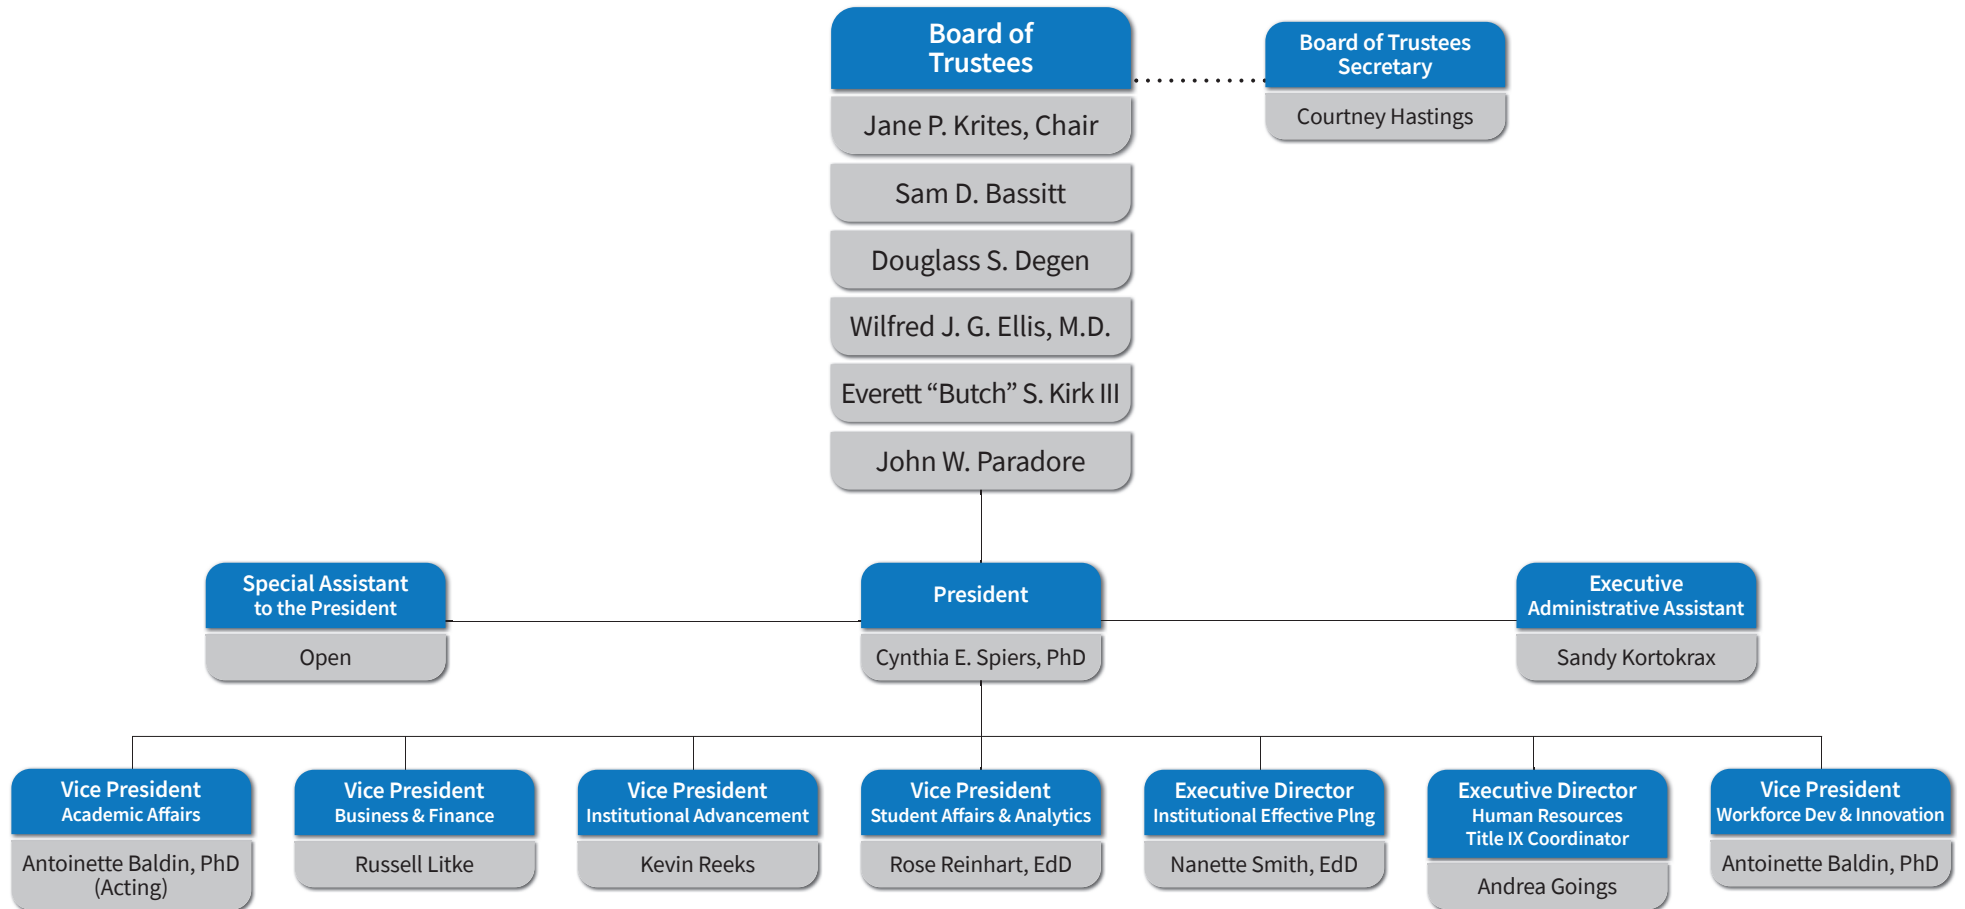 Board of
Trustees
Jane P. Krites, Chair
Sam D. Bassitt
Douglass S. Degen
Wilfred J. G. Ellis, M.D.
Everett “Butch” S. Kirk III
John W. Paradore
Board of Trustees
Secretary
Courtney Hastings
Special Assistant
to the President
Open
President
Cynthia E. Spiers, PhD
Executive
Administrative Assistant
Sandy Kortokrax
Vice President
Academic Affairs
Antoinette Baldin, PhD
(Acting)
Vice President
Business & Finance
Russell Litke
Vice President
Institutional Advancement
Kevin Reeks
Vice President
Student Affairs & Analytics
Rose Reinhart, EdD
Executive Director
Institutional Effective Plng
Nanette Smith, EdD
Executive Director
Human Resources
Title IX Coordinator
Andrea Goings
Vice President
Workforce Dev & Innovation
Antoinette Baldin, PhD